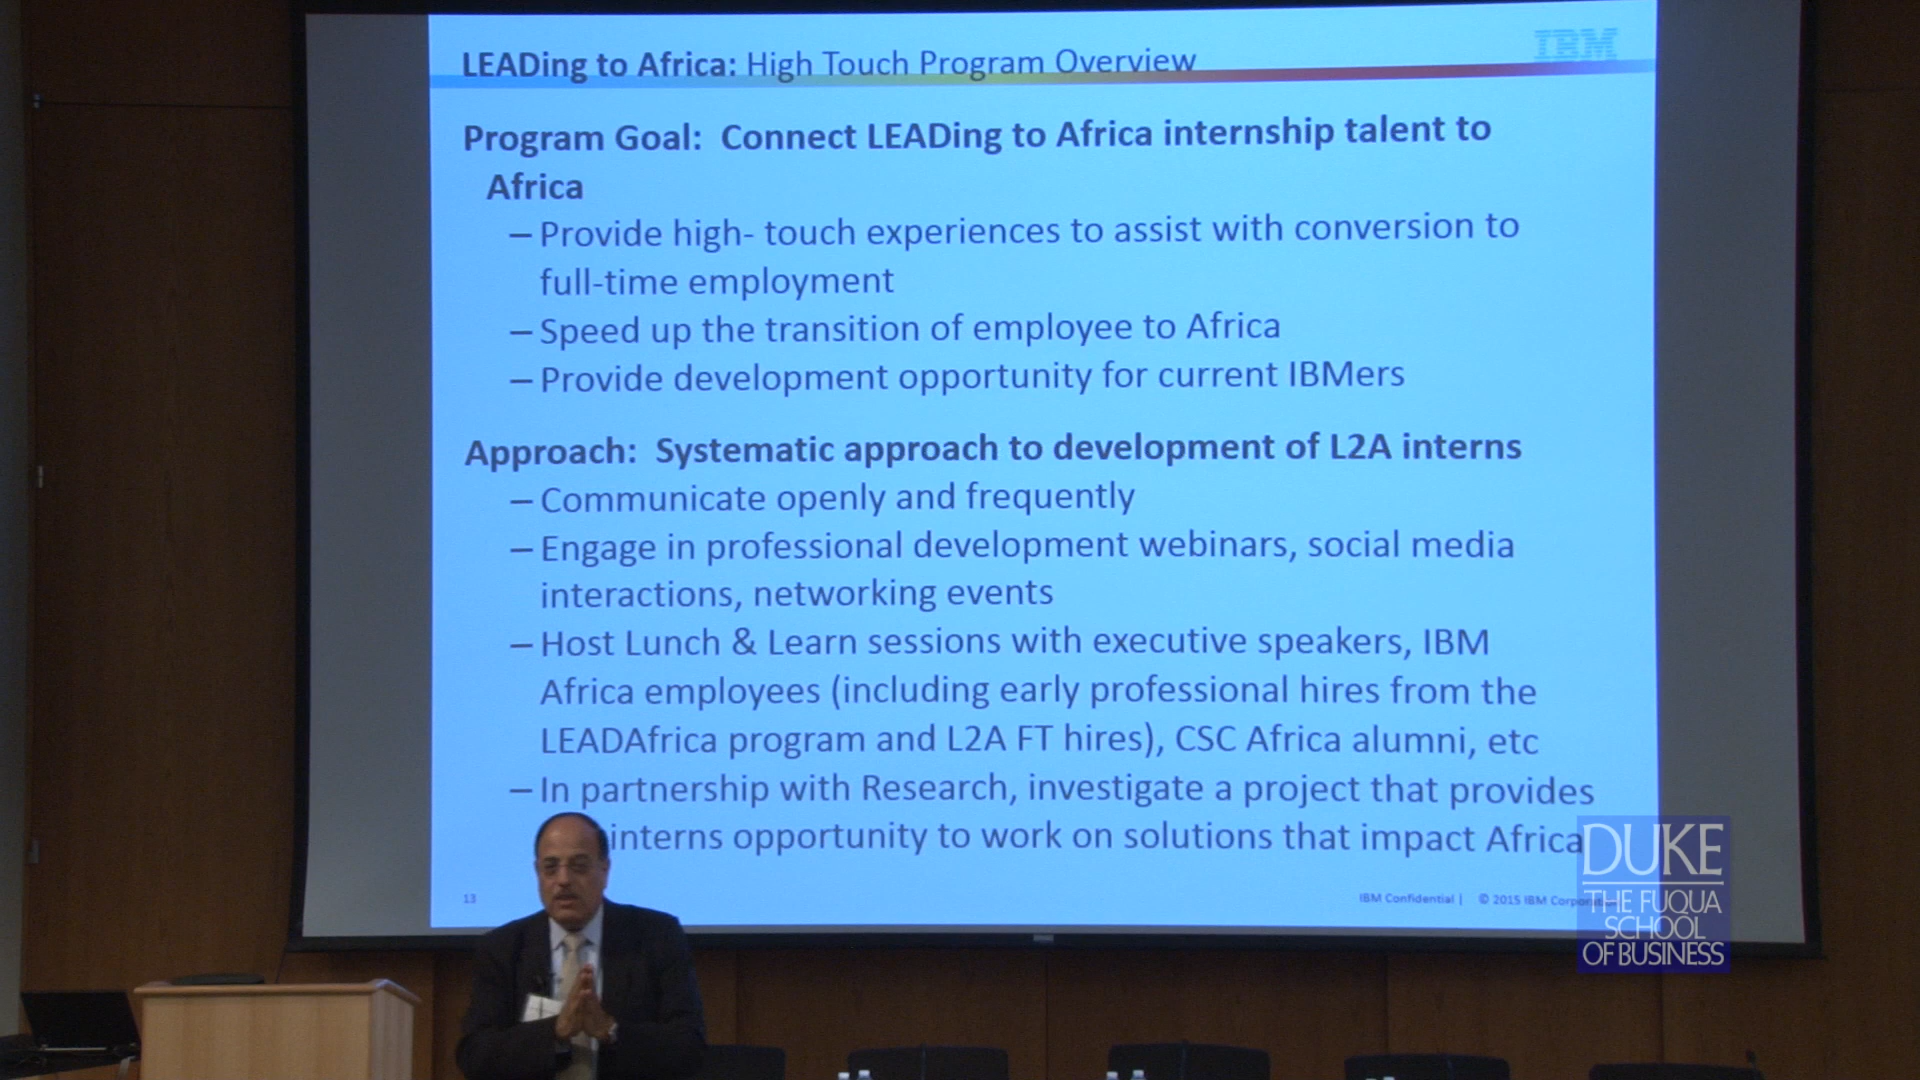 LEADing to Africa: High Touch Program Overview
IBM
Program Goal: Connect LEADing to Africa internship talent to
Africa
– Provide high- touch experiences to assist with conversion to
full-time employment
– Speed up the transition of employee to Africa
– Provide development opportunity for current IBMers
Approach: Systematic approach to development of L2A interns
– Communicate openly and frequently
– Engage in professional development webinars, social media
interactions, networking events
– Host Lunch & Learn sessions with executive speakers, IBM
Africa employees (including early professional hires from the
LEADAfrica program and L2A FT hires), CSC Africa alumni, etc
– In partnership with Research, investigate a project that provides
interns opportunity to work on solutions that impact Africa
13
IBM Confidential | © 2015 IBM
DUKE
THE FUQUA
SCHOOL
OF BUSINESS